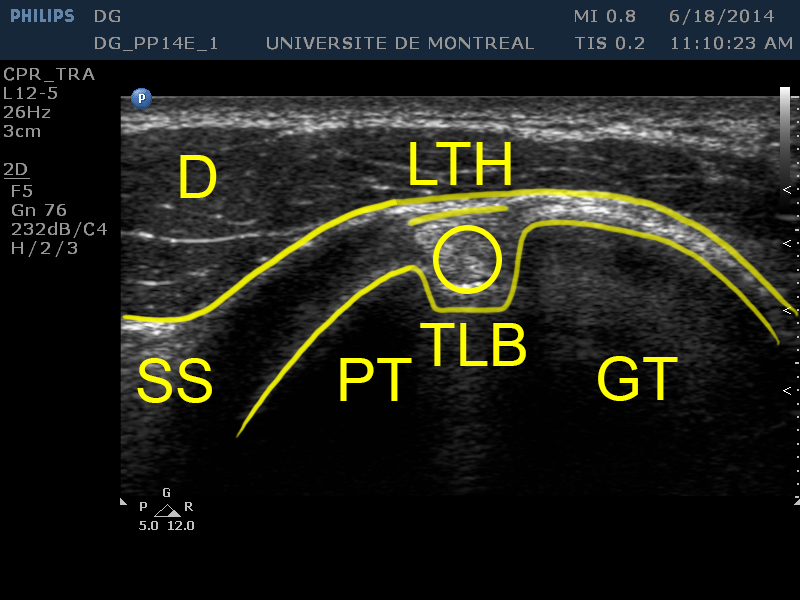 PHILIPS DG MI 0.8 6/18/2014
DG_PP14E_1 UNIVERSITE DE MONTREAL TIS 0.2 11:10:23 AM
CPR_TRA
L12-5
26Hz
3cm
2D
F5
Gn 76
232dB/C4
H/2/3
P
D
LTH
TLB
SS
PT
GT
G
P R
5.0 12.0